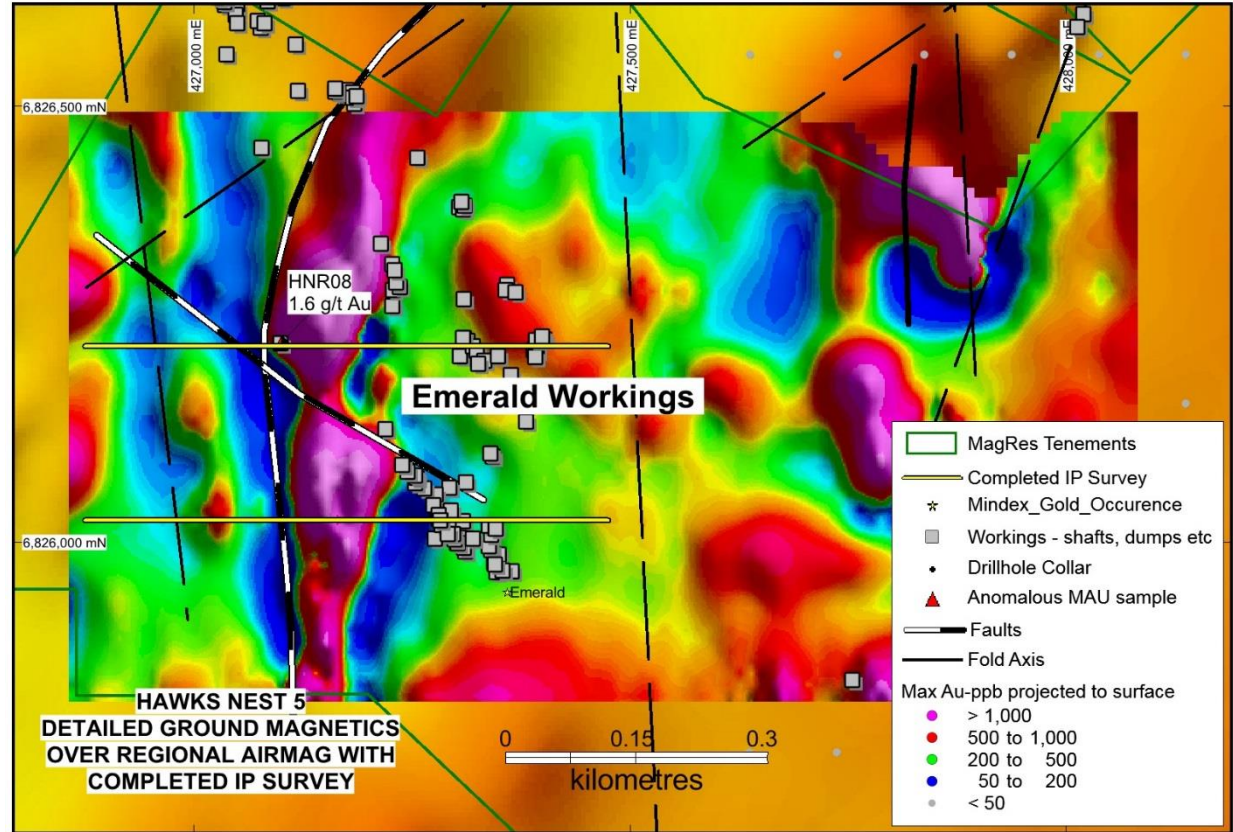 427,000 mE
427,500 mE
428,000 mE
6,826,500 mN
HNR08
1.6 g/t Au
Emerald Workings
6,826,000 mN
Emerald
HAWKS NEST 5
DETAILED GROUND MAGNETICS
OVER REGIONAL AIRMAG WITH
COMPLETED IP SURVEY
0 0.15 0.3
kilometres
MagRes Tenements
Completed IP Survey
Mindex_Gold_Occurence
Workings - shafts, dumps etc
Drillhole Collar
Anomalous MAU sample
Faults
Fold Axis
Max Au-ppb projected to surface
> 1,000
500 to 1,000
200 to 500
50 to 200
< 50